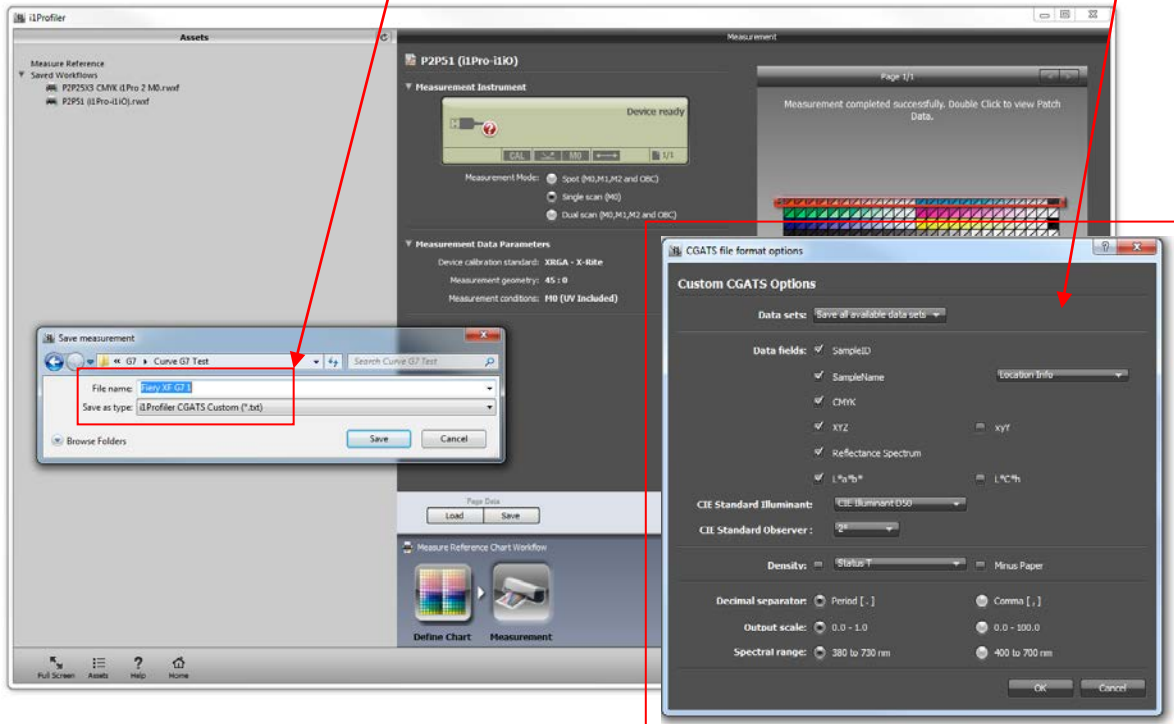 i1Profiler
Assets
Measurement
Measure Reference
Saved Workflows
P2P25X3 CMYK i1Pro 2 M0.rwxf
P2P51 (i1Pro-i1iO).rwxf
P2P51 (i1Pro-i1iO)
Measurement Instrument
Device ready
CAL
M0
1/1
Measurement Mode:
Spot (M0,M1,M2 and OBC)
Single scan (M0)
Dual scan (M0,M1,M2 and OBC)
Measurement Data Parameters
Device calibration standard: XRGA - X-Rite
Measurement geometry: 45:0
Measurement conditions: M0 (UV Included)
Page 1/1
Measurement completed successfully. Double Click to view Patch
Data.
Save measurement
« G7 Curve G7 Test
Search Curve G7 Test
File name: Fiery XF G7 1
Save as type: i1Profiler CGATS Custom (*.txt)
Browse Folders
Save
Cancel
Page Data
Load
Save
Measure Reference Chart Workflow
Define Chart
Measurement
Full Screen
Assets
Help
Home
CGATS file format options
Custom CGATS Options
Data sets: Save all available data sets
Data fields: SampleID
SampleName
Location Info
CMYK
XYZ
xyY
Reflectance Spectrum
L*a*b*
L*C*h
CIE Standard Illuminant: CIE Illuminant D50
CIE Standard Observer: 2°
Density: Status T
Minus Paper
Decimal separator: Period [.]
Comma [,]
Output scale: 0.0 - 1.0
0.0 - 100.0
Spectral range: 380 to 730 nm
400 to 700 nm
OK
Cancel